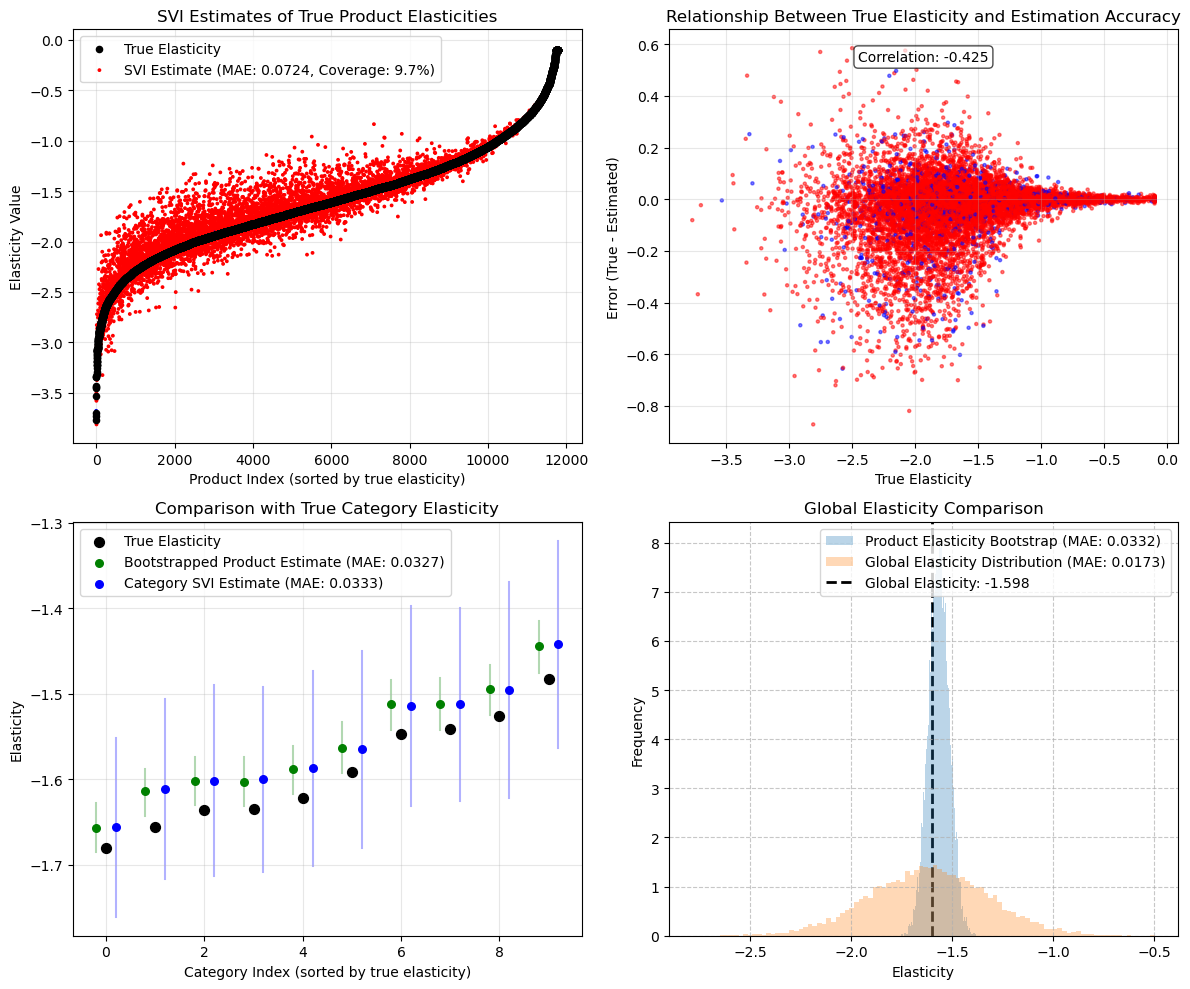 SVI Estimates of True Product Elasticities
0.0
−0.5
−1.0
−1.5
−2.0
−2.5
−3.0
−3.5
Elasticity Value
True Elasticity
SVI Estimate (MAE: 0.0724, Coverage: 9.7%)
0 2000 4000 6000 8000 10000 12000
Product Index (sorted by true elasticity)
Relationship Between True Elasticity and Estimation Accuracy
0.6
0.4
0.2
0.0
−0.2
−0.4
−0.6
−0.8
Error (True - Estimated)
Correlation: -0.425
−3.5 −3.0 −2.5 −2.0 −1.5 −1.0 −0.5 0.0
True Elasticity
Comparison with True Category Elasticity
−1.3
−1.4
−1.5
−1.6
−1.7
Elasticity
True Elasticity
Bootstrapped Product Estimate (MAE: 0.0327)
Category SVI Estimate (MAE: 0.0333)
0 2 4 6 8
Category Index (sorted by true elasticity)
Global Elasticity Comparison
8
7
6
5
4
3
2
1
0
Frequency
Product Elasticity Bootstrap (MAE: 0.0332)
Global Elasticity Distribution (MAE: 0.0173)
Global Elasticity: -1.598
−2.5 −2.0 −1.5 −1.0 −0.5
Elasticity